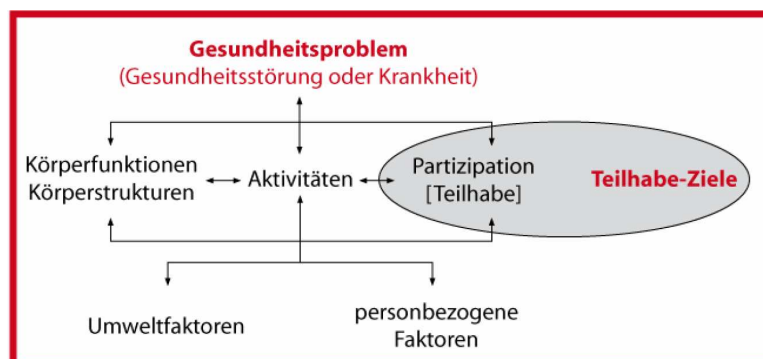 Gesundheitsproblem
(Gesundheitsstörung oder Krankheit)
Körperfunktionen
Körperstrukturen
Aktivitäten
Partizipation
[Teilhabe]
Teilhabe-Ziele
Umweltfaktoren
personbezogene
Faktoren